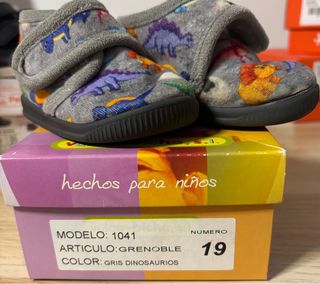 hechos para niños
MODELO: 1041
NUMERO
ARTICULO: GRENOBLE
19
COLOR: GRIS DINOSAURIOS